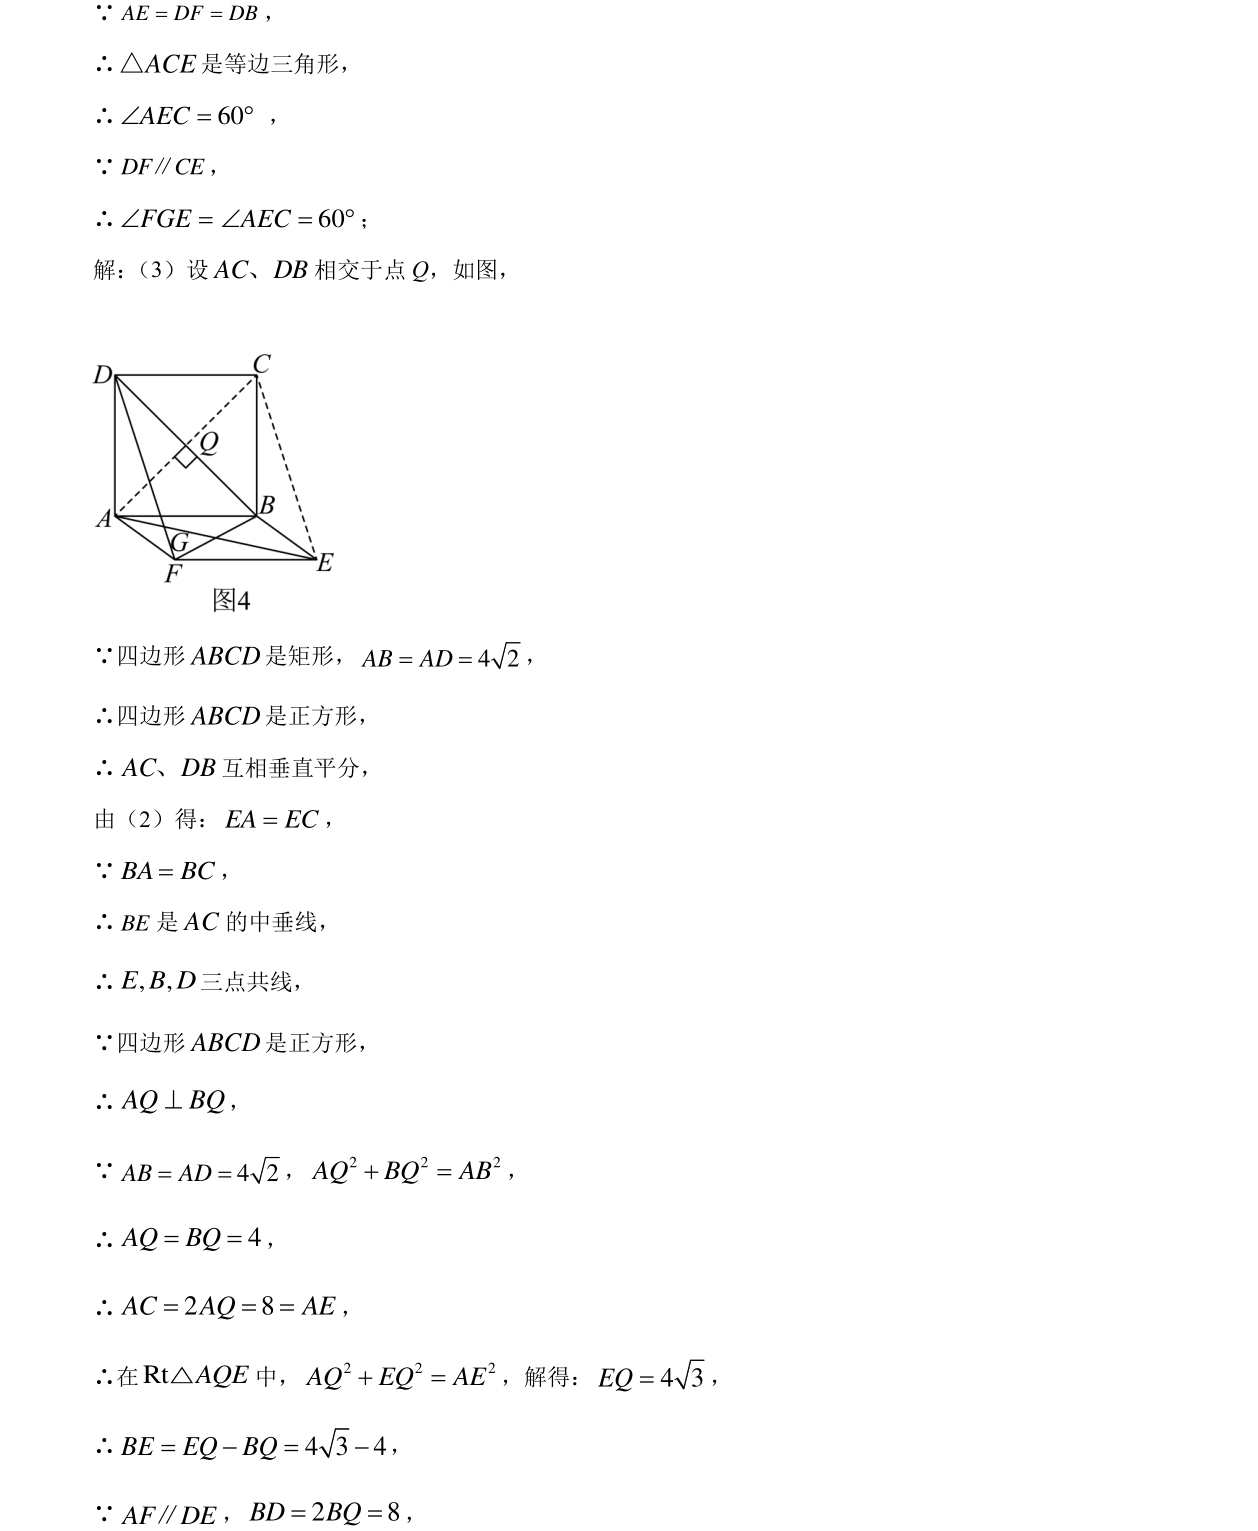 ∵ AE = DF = DB，
∴ △ACE 是等边三角形，
∴ ∠AEC = 60° ，
∵ DF // CE，
∴ ∠FGE = ∠AEC = 60°；
解：（3）设 AC、DB 相交于点 Q，如图，
D
C
Q
A
B
G
F
E
图4
∵四边形 ABCD 是矩形， AB = AD = 4√2，
∴四边形 ABCD 是正方形，
∴ AC、DB 互相垂直平分，
由（2）得： EA = EC，
∵ BA = BC，
∴ BE 是 AC 的中垂线，
∴ E, B, D 三点共线，
∵四边形 ABCD 是正方形，
∴ AQ ⊥ BQ，
∵ AB = AD = 4√2， AQ² + BQ² = AB²，
∴ AQ = BQ = 4，
∴ AC = 2AQ = 8 = AE，
∴在 Rt△AQE 中， AQ² + EQ² = AE²，解得： EQ = 4√3，
∴ BE = EQ − BQ = 4√3 − 4，
∵ AF // DE， BD = 2BQ = 8，